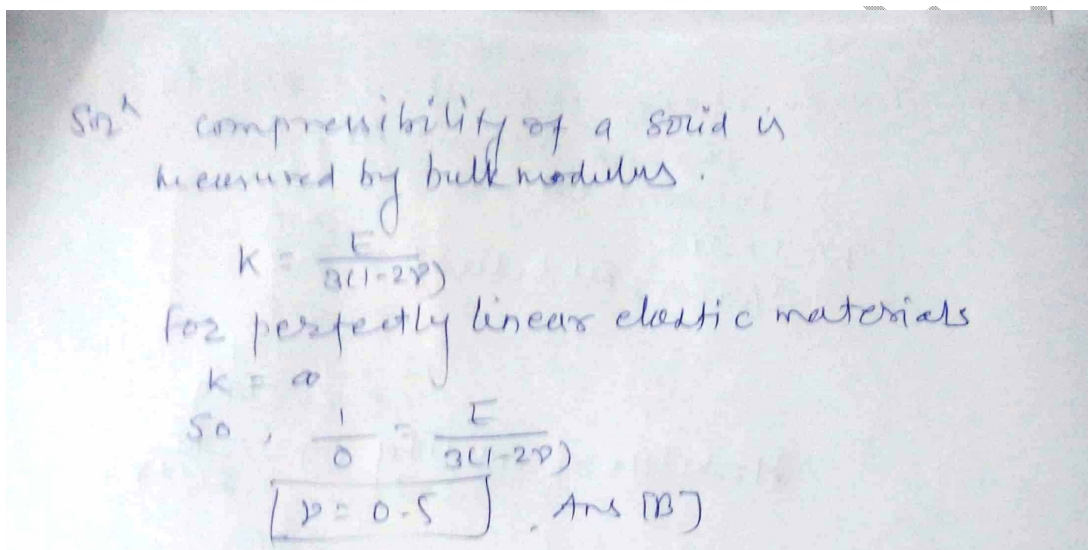 Solⁿ compressibility of a solid is
measured by bulk modulus.
K = E / 3(1-2ν)
for perfectly linear elastic materials
K = ∞
So, 1/0 = E / 3(1-2ν)
ν = 0.5 . Ans [B]